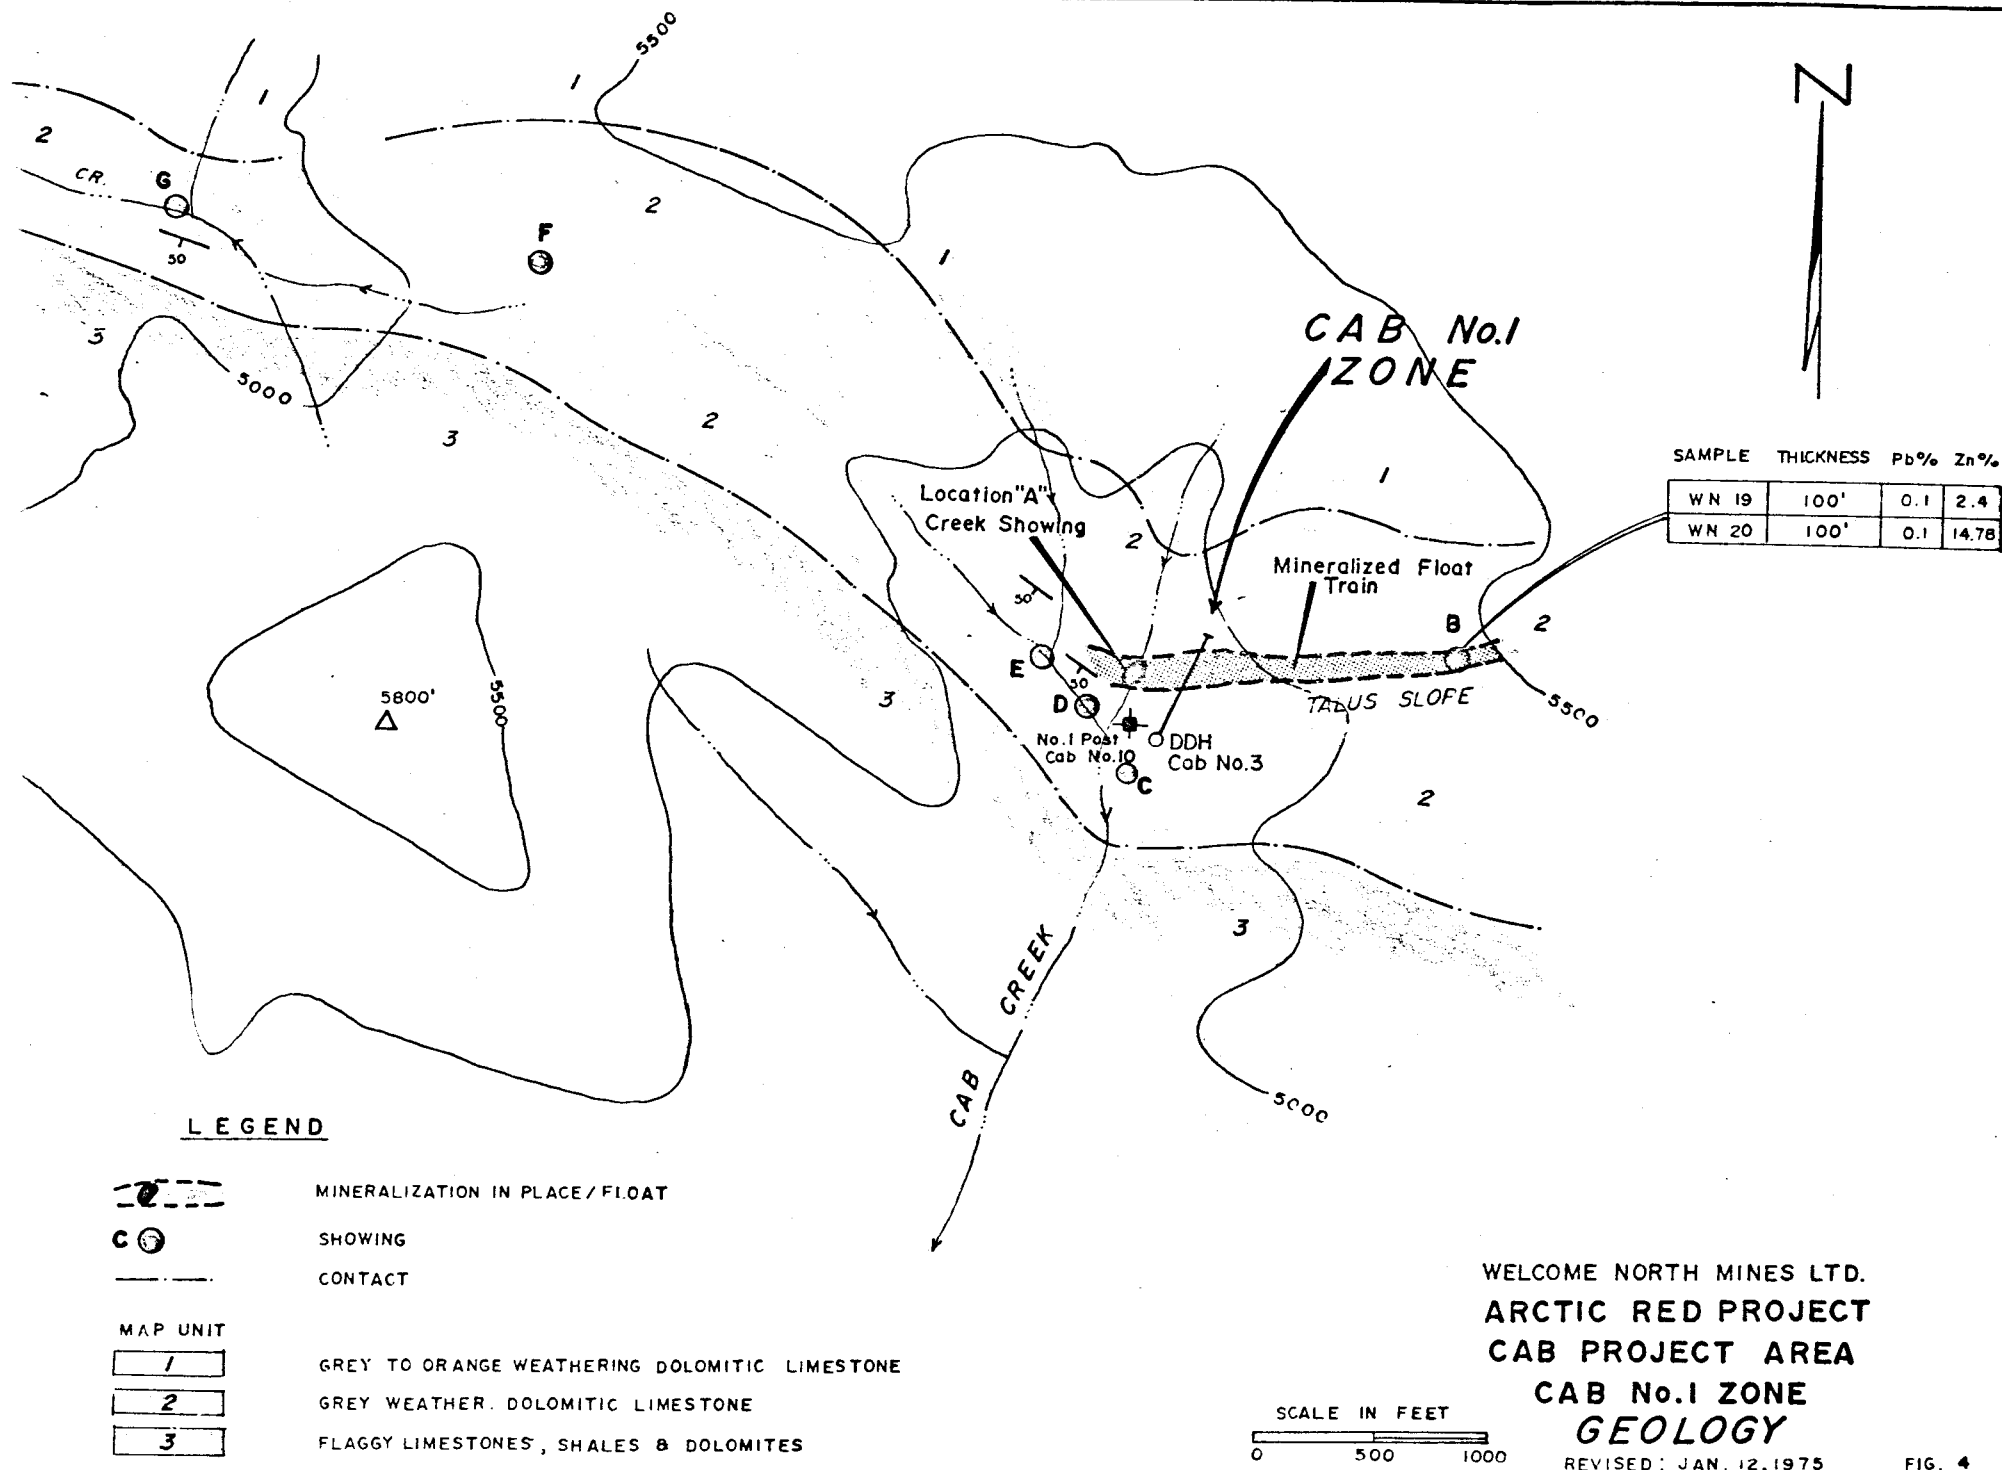 5500
1
1
2
CR.
G
2
F
50
1
N
3
5000
3
2
CAB No.1
ZONE
SAMPLE THICKNESS Pb% Zn%
WN 19 100' 0.1 2.4
WN 20 100' 0.1 14.78
1
Location "A"
Creek Showing
2
Mineralized Float
Train
50
B
2
E
50
5800'
5500
3
D
TALUS SLOPE
5500
No.1 Post
Cab No.10
DDH
Cab No.3
C
2
3
CAB CREEK
5000
LEGEND
MINERALIZATION IN PLACE/FLOAT
C SHOWING
CONTACT
MAP UNIT
1 GREY TO ORANGE WEATHERING DOLOMITIC LIMESTONE
2 GREY WEATHER. DOLOMITIC LIMESTONE
3 FLAGGY LIMESTONES, SHALES & DOLOMITES
SCALE IN FEET
0 500 1000
WELCOME NORTH MINES LTD.
ARCTIC RED PROJECT
CAB PROJECT AREA
CAB No.1 ZONE
GEOLOGY
REVISED: JAN. 12. 1975 FIG. 4